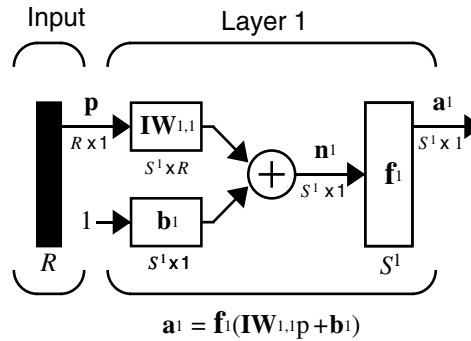 Input Layer 1
p IW1,1 a1
R x 1 S1 x R n1 S1 x 1
f1
S1 x 1
1 b1
R S1 x 1 S1
a1 = f1(IW1,1p + b1)